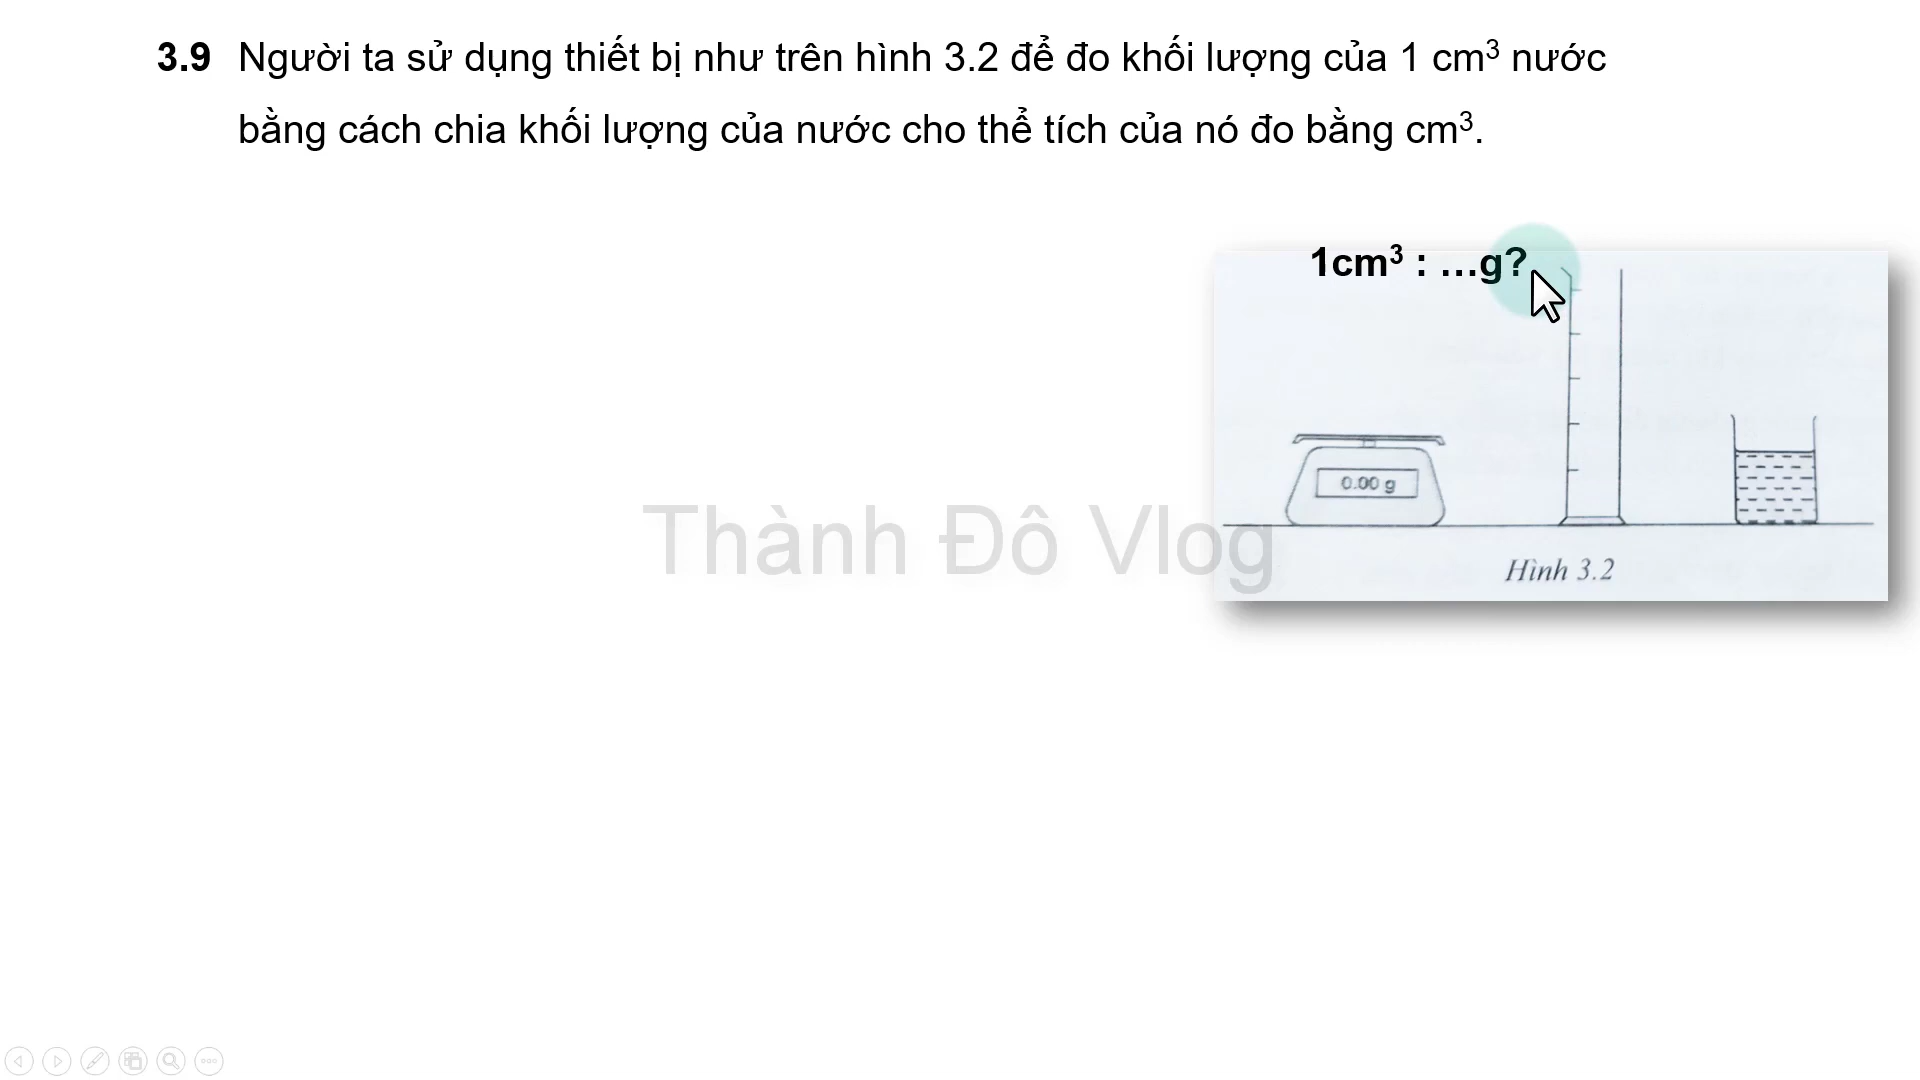 3.9 Người ta sử dụng thiết bị như trên hình 3.2 để đo khối lượng của 1 cm³ nước
bằng cách chia khối lượng của nước cho thể tích của nó đo bằng cm³.
1cm³ : ...g?
0.00 g
Thành Đô Vlog
Hình 3.2